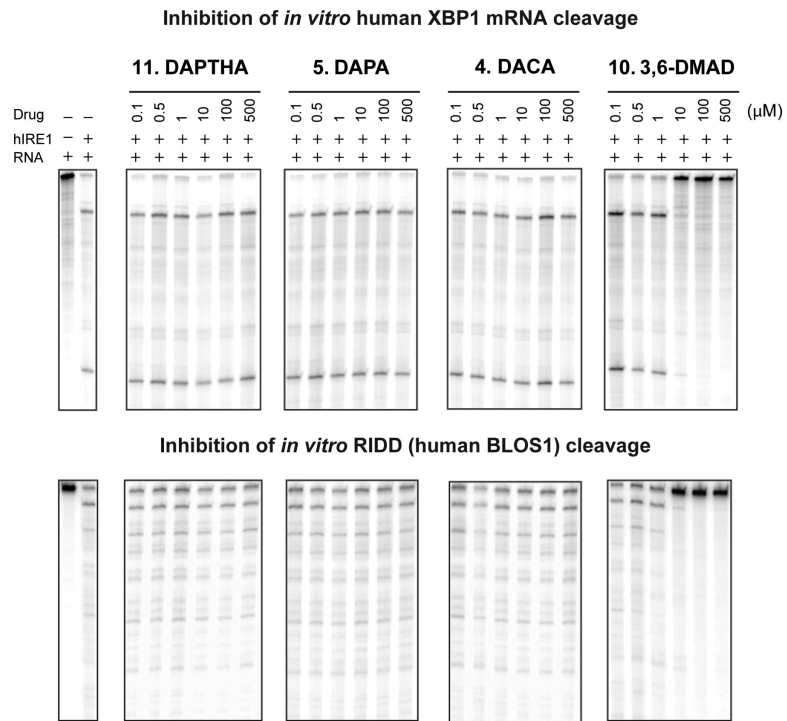 Inhibition of in vitro human XBP1 mRNA cleavage
11. DAPTHA 5. DAPA 4. DACA 10. 3,6-DMAD
Drug – – 0.1 0.5 1 10 100 500 0.1 0.5 1 10 100 500 0.1 0.5 1 10 100 500 0.1 0.5 1 10 100 500 (μM)
hIRE1 – + + + + + + + + + + + + + + + + + + + + + + + + +
RNA + + + + + + + + + + + + + + + + + + + + + + + + + +
Inhibition of in vitro RIDD (human BLOS1) cleavage